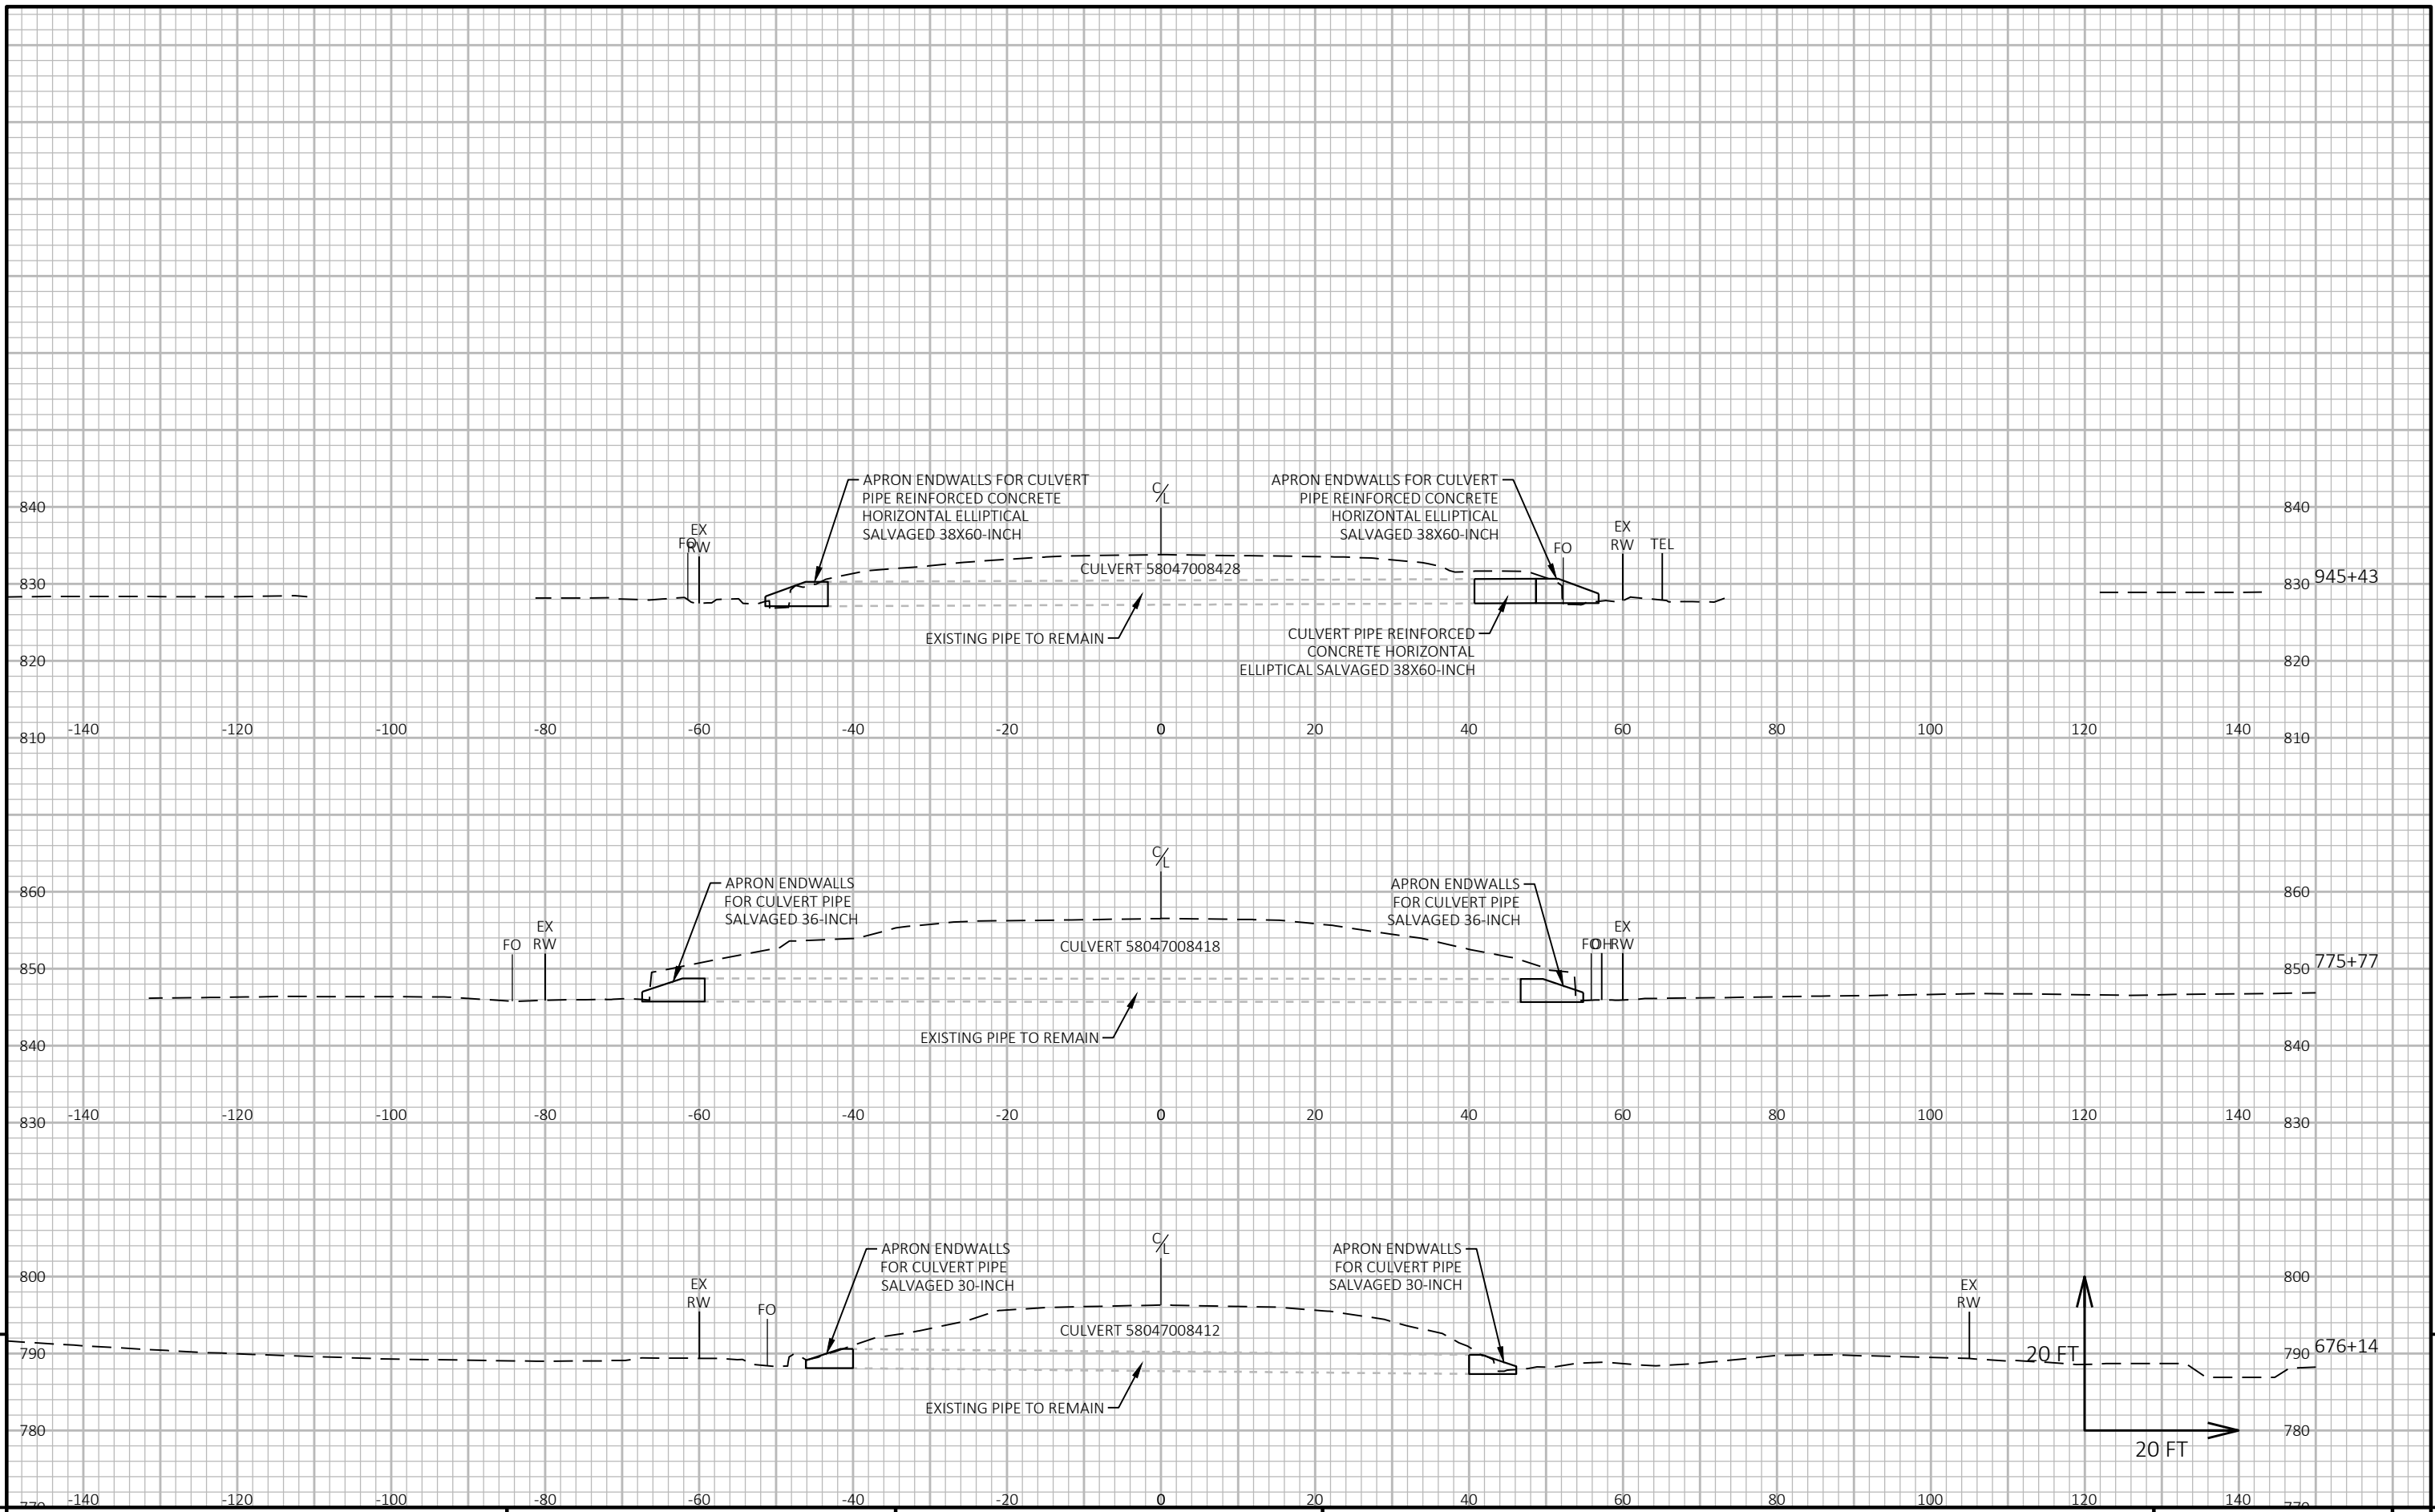 APRON ENDWALLS FOR CULVERT
PIPE REINFORCED CONCRETE
HORIZONTAL ELLIPTICAL
SALVAGED 38X60-INCH
C/L
APRON ENDWALLS FOR CULVERT
PIPE REINFORCED CONCRETE
HORIZONTAL ELLIPTICAL
SALVAGED 38X60-INCH
840
840
EX
RW
FO
FO
EX
RW
TEL
CULVERT 58047008428
830
830
945+43
EXISTING PIPE TO REMAIN
CULVERT PIPE REINFORCED
CONCRETE HORIZONTAL
ELLIPTICAL SALVAGED 38X60-INCH
820
820
-140 -120 -100 -80 -60 -40 -20 0 20 40 60 80 100 120 140
810
810
C/L
APRON ENDWALLS
FOR CULVERT PIPE
SALVAGED 36-INCH
APRON ENDWALLS
FOR CULVERT PIPE
SALVAGED 36-INCH
860
860
FO
EX
RW
FO
OH
EX
RW
CULVERT 58047008418
850
850
775+77
EXISTING PIPE TO REMAIN
840
840
-140 -120 -100 -80 -60 -40 -20 0 20 40 60 80 100 120 140
830
830
C/L
APRON ENDWALLS
FOR CULVERT PIPE
SALVAGED 30-INCH
APRON ENDWALLS
FOR CULVERT PIPE
SALVAGED 30-INCH
800
800
EX
RW
FO
EX
RW
CULVERT 58047008412
790
790
676+14
20 FT
EXISTING PIPE TO REMAIN
780
780
20 FT
-140 -120 -100 -80 -60 -40 -20 0 20 40 60 80 100 120 140
770
770